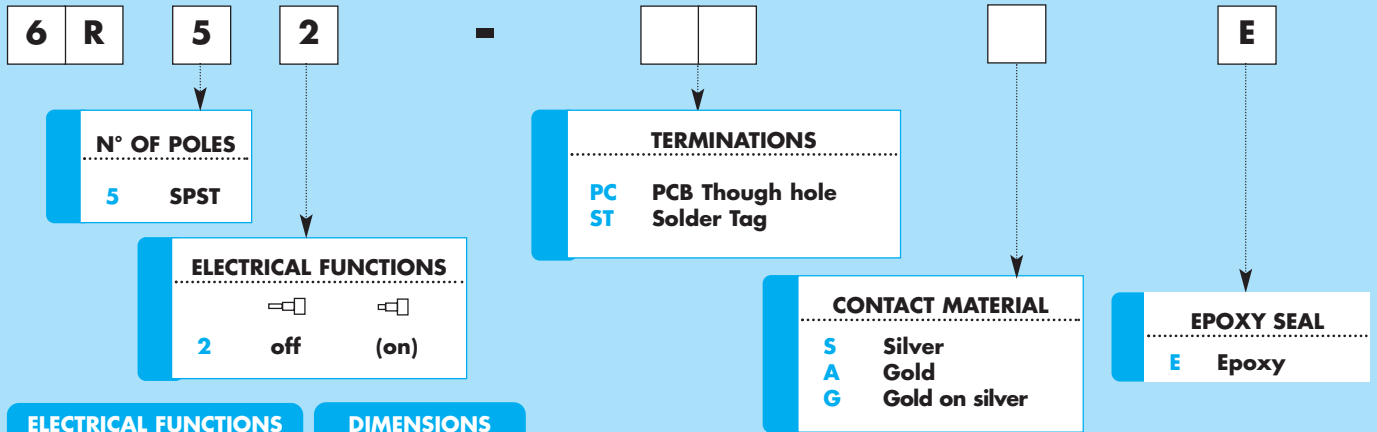 6 R 5 2 - E
N° OF POLES
5 SPST
ELECTRICAL FUNCTIONS
2 off (on)
TERMINATIONS
PC PCB Though hole
ST Solder Tag
CONTACT MATERIAL
S Silver
A Gold
G Gold on silver
EPOXY SEAL
E Epoxy
ELECTRICAL FUNCTIONS
DIMENSIONS